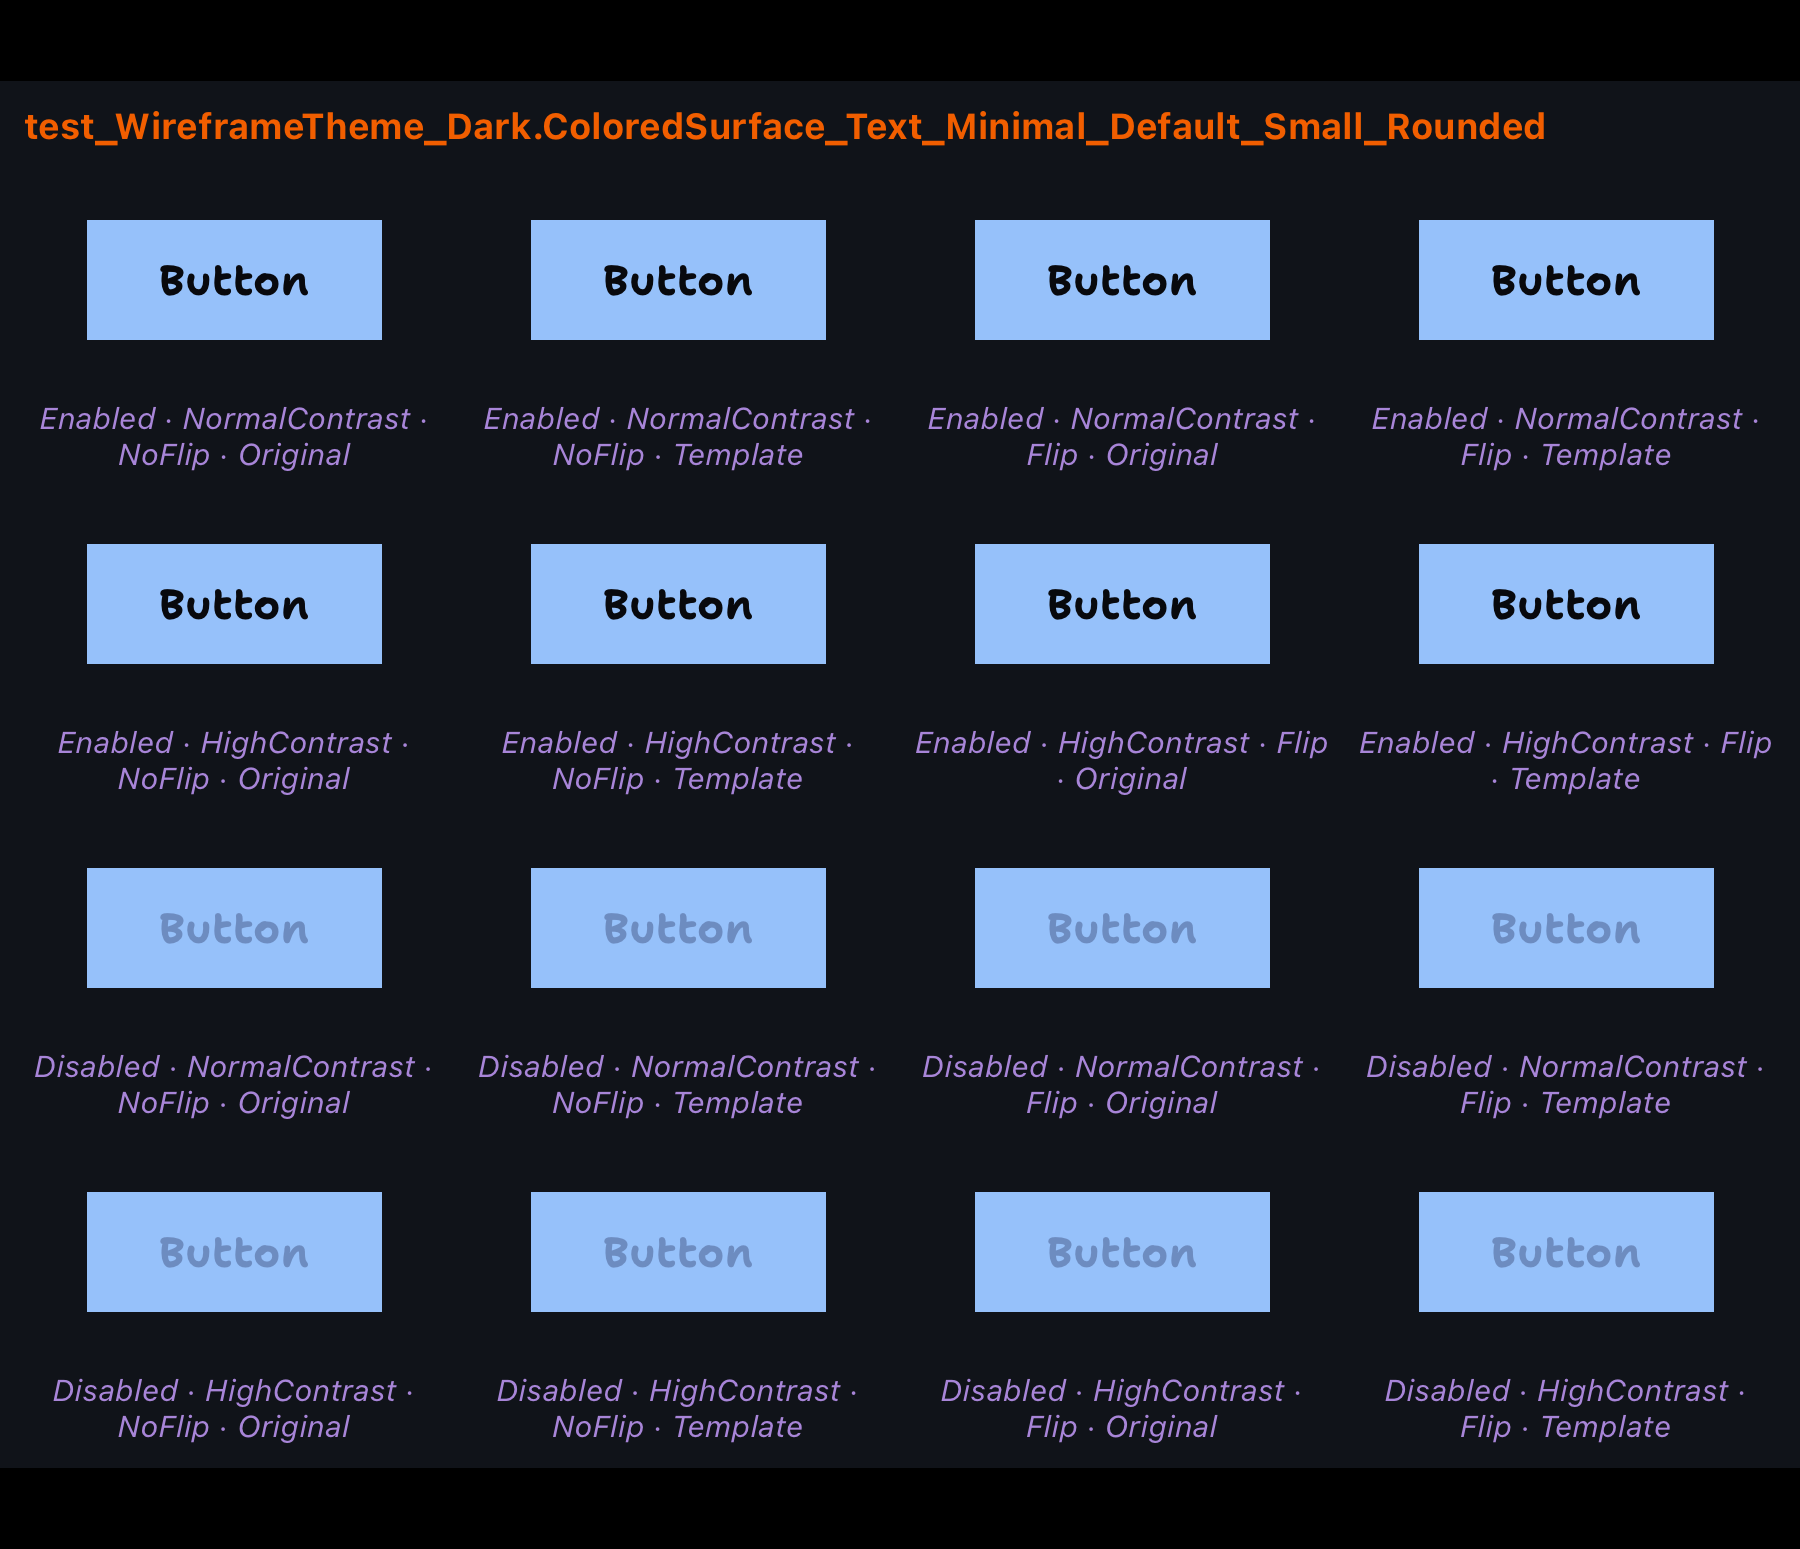 test_WireframeTheme_Dark.ColoredSurface_Text_Minimal_Default_Small_Rounded
Button Button Button Button
Enabled · NormalContrast · Enabled · NormalContrast · Enabled · NormalContrast · Enabled · NormalContrast ·
NoFlip · Original NoFlip · Template Flip · Original Flip · Template
Button Button Button Button
Enabled · HighContrast · Enabled · HighContrast · Enabled · HighContrast · Flip Enabled · HighContrast · Flip
NoFlip · Original NoFlip · Template · Original · Template
Button Button Button Button
Disabled · NormalContrast · Disabled · NormalContrast · Disabled · NormalContrast · Disabled · NormalContrast ·
NoFlip · Original NoFlip · Template Flip · Original Flip · Template
Button Button Button Button
Disabled · HighContrast · Disabled · HighContrast · Disabled · HighContrast · Disabled · HighContrast ·
NoFlip · Original NoFlip · Template Flip · Original Flip · Template